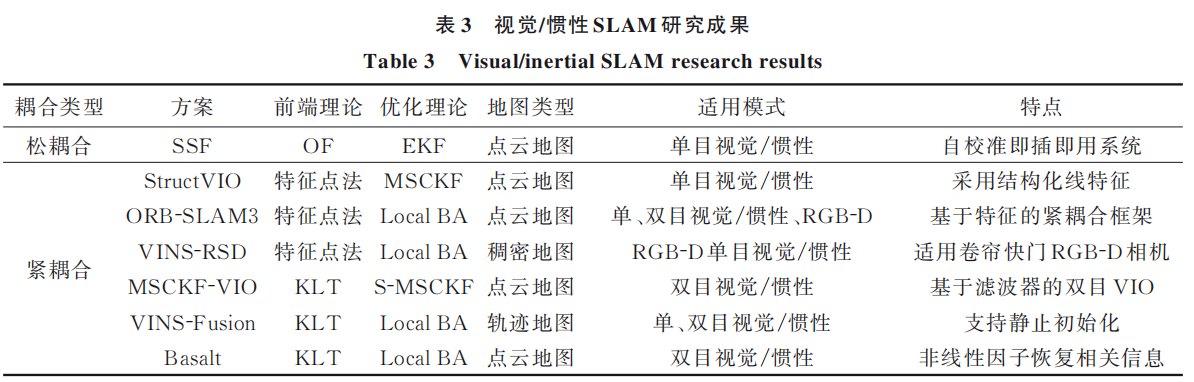 表 3 视觉/惯性 SLAM 研究成果
Table 3 Visual/inertial SLAM research results
耦合类型 方案 前端理论 优化理论 地图类型 适用模式 特点
松耦合 SSF OF EKF 点云地图 单目视觉/惯性 自校准即插即用系统
StructVIO 特征点法 MSCKF 点云地图 单目视觉/惯性 采用结构化线特征
ORB-SLAM3 特征点法 Local BA 点云地图 单、双目视觉/惯性、RGB-D 基于特征的紧耦合框架
VINS-RSD 特征点法 Local BA 稠密地图 RGB-D 单目视觉/惯性 适用卷帘快门 RGB-D 相机
紧耦合
MSCKF-VIO KLT S-MSCKF 点云地图 双目视觉/惯性 基于滤波器的双目 VIO
VINS-Fusion KLT Local BA 轨迹地图 单、双目视觉/惯性 支持静止初始化
Basalt KLT Local BA 点云地图 双目视觉/惯性 非线性因子恢复相关信息